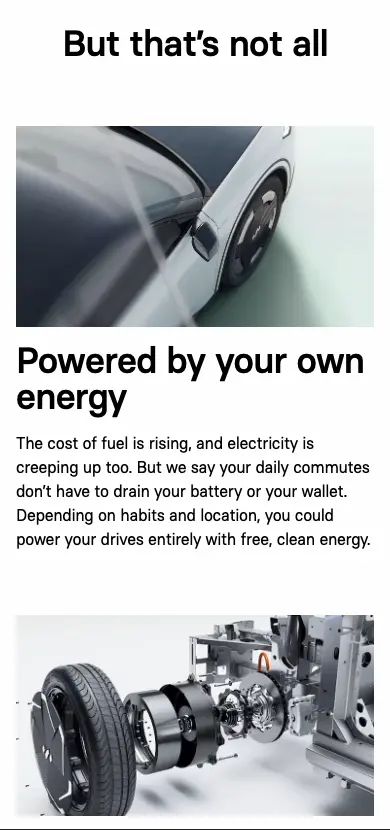 But that's not all
Powered by your own
energy
The cost of fuel is rising, and electricity is
creeping up too. But we say your daily commutes
don't have to drain your battery or your wallet.
Depending on habits and location, you could
power your drives entirely with free, clean energy.